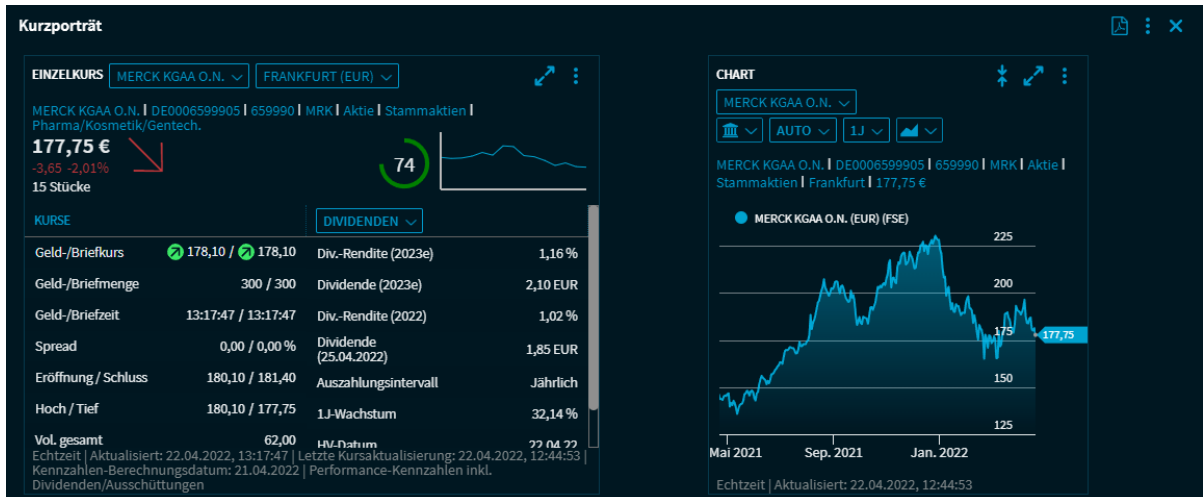 Kurzporträt
EINZELKURS MERCK KGAA O.N. FRANKFURT (EUR)
MERCK KGAA O.N. | DE0006599905 | 659990 | MRK | Aktie | Stammaktien |
Pharma/Kosmetik/Gentech.
177,75 €
-3,65 -2,01%
15 Stücke
74
KURSE DIVIDENDEN
Geld-/Briefkurs 178,10 / 178,10 Div.-Rendite (2023e) 1,16 %
Geld-/Briefmenge 300 / 300 Dividende (2023e) 2,10 EUR
Geld-/Briefzeit 13:17:47 / 13:17:47 Div.-Rendite (2022) 1,02 %
Spread 0,00 / 0,00 % Dividende
(25.04.2022) 1,85 EUR
Eröffnung / Schluss 180,10 / 181,40 Auszahlungsintervall Jährlich
Hoch / Tief 180,10 / 177,75 1J-Wachstum 32,14 %
Vol. gesamt 62,00 HV-Datum 22.04.22
Echtzeit | Aktualisiert: 22.04.2022, 13:17:47 | Letzte Kursaktualisierung: 22.04.2022, 12:44:53 |
Kennzahlen-Berechnungsdatum: 21.04.2022 | Performance-Kennzahlen inkl.
Dividenden/Ausschüttungen
CHART
MERCK KGAA O.N.
AUTO 1J
MERCK KGAA O.N. | DE0006599905 | 659990 | MRK | Aktie |
Stammaktien | Frankfurt | 177,75 €
MERCK KGAA O.N. (EUR) (FSE)
225
200
175
177,75
150
125
Mai 2021 Sep. 2021 Jan. 2022
Echtzeit | Aktualisiert: 22.04.2022, 12:44:53